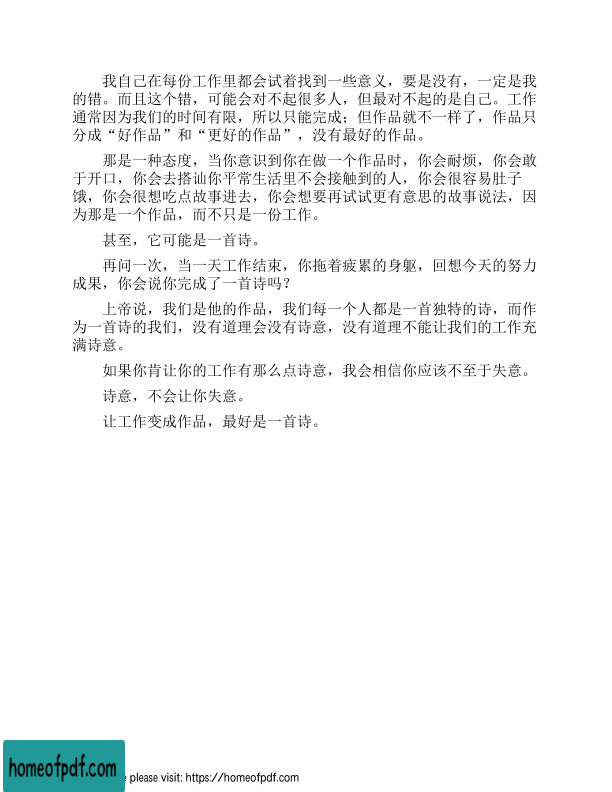 我自己在每份工作里都会试着找到一些意义，要是没有，一定是我
的错。而且这个错，可能会对不起很多人，但最对不起的是自己。工作
通常因为我们的时间有限，所以只能完成；但作品就不一样了，作品只
分成“好作品”和“更好的作品”，没有最好的作品。
那是一种态度，当你意识到你在做一个作品时，你会耐烦，你会敢
于开口，你会去搭讪你平常生活里不会接触到的人，你会很容易肚子
饿，你会很想吃点故事进去，你会想要再试试更有意思的故事说法，因
为那是一个作品，而不只是一份工作。
甚至，它可能是一首诗。
再问一次，当一天工作结束，你拖着疲累的身躯，回想今天的努力
成果，你会说你完成了一首诗吗？
上帝说，我们是他的作品，我们每一个人都是一首独特的诗，而作
为一首诗的我们，没有道理会没有诗意，没有道理不能让我们的工作充
满诗意。
如果你肯让你的工作有那么点诗意，我会相信你应该不至于失意。
诗意，不会让你失意。
让工作变成作品，最好是一首诗。
homeofpdf.com
e please visit: https://homeofpdf.com